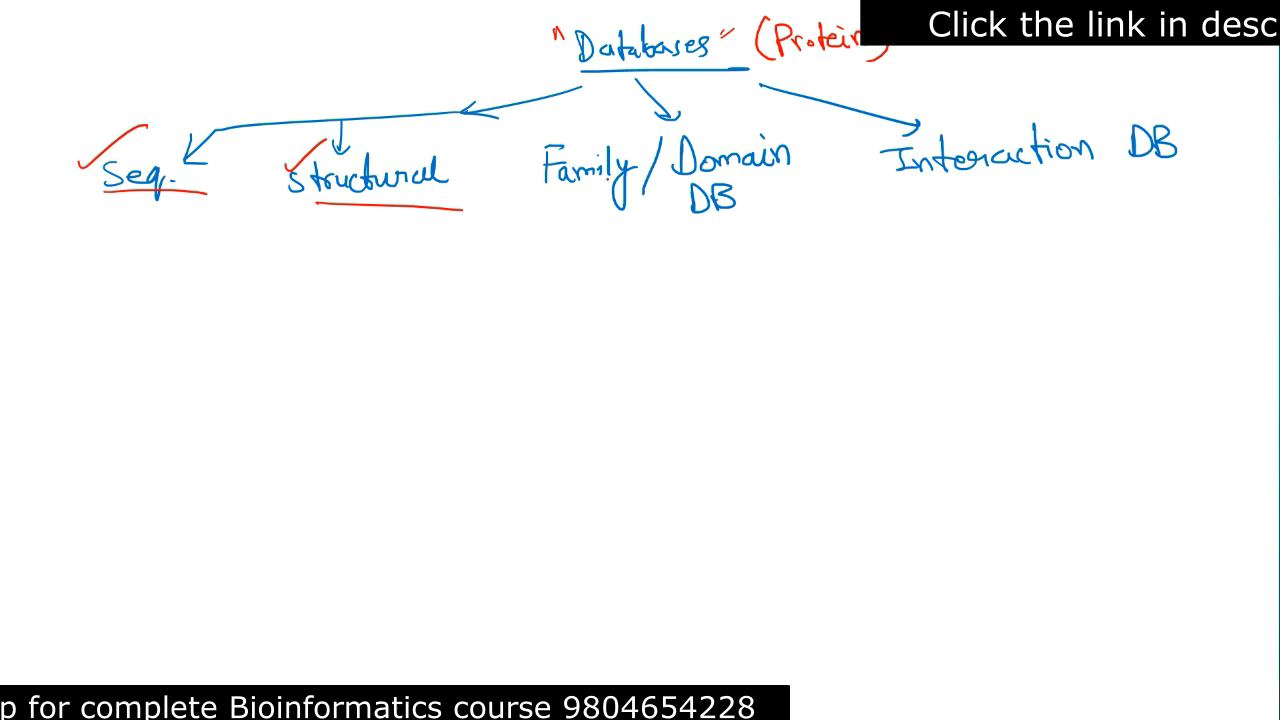 Click the link in desc
"Databases" (Protein)
Seq. Structural Family/Domain DB Interaction DB
p for complete Bioinformatics course 9804654228